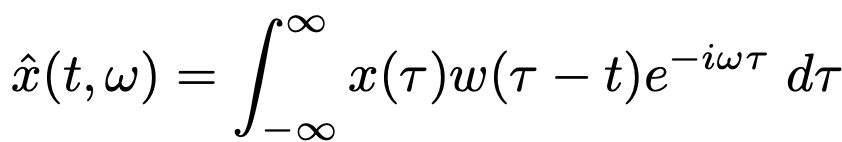 x̂(t, ω) = ∫_{−∞}^{∞} x(τ)w(τ − t)e^{−iωτ} dτ